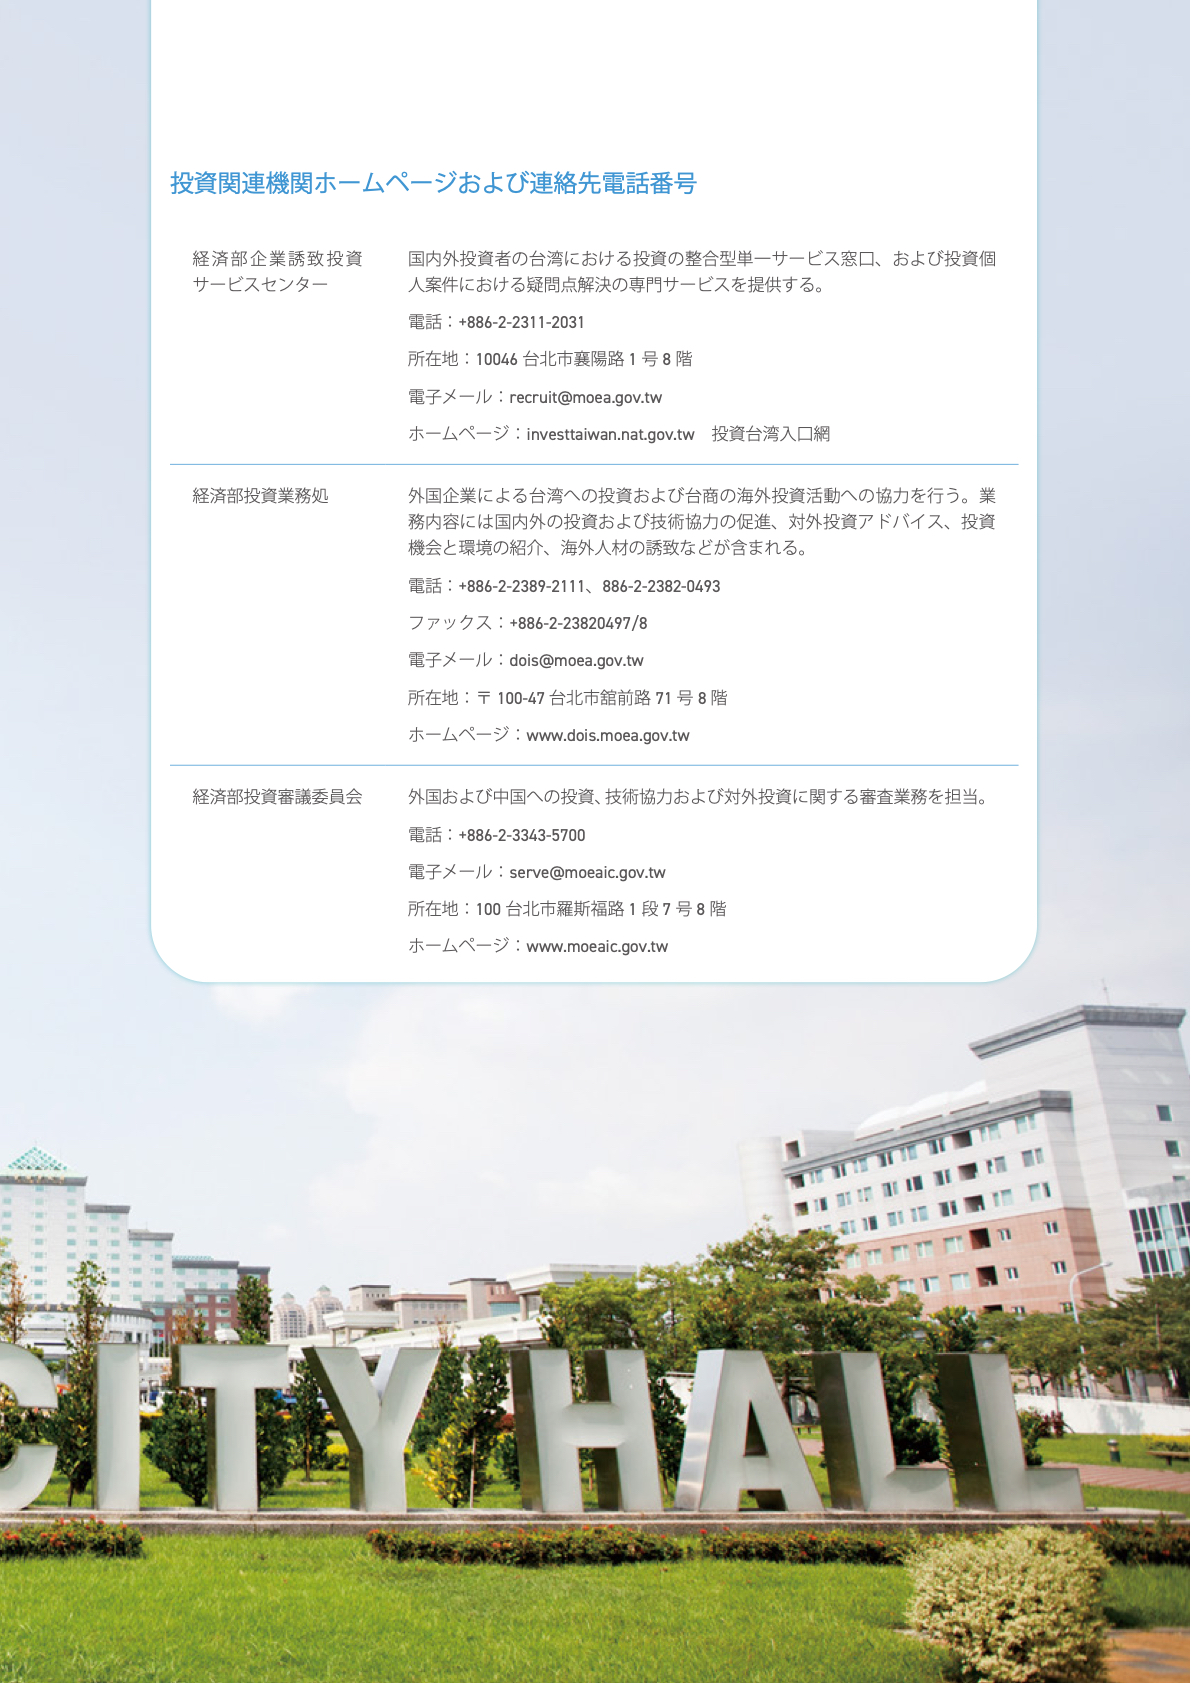 投資関連機関ホームページおよび連絡先電話番号
経済部企業誘致投資
サービスセンター
国内外投資者の台湾における投資の整合型単一サービス窓口、および投資個
人案件における疑問点解決の専門サービスを提供する。
電話：+886-2-2311-2031
所在地：10046 台北市襄陽路 1 号 8 階
電子メール：recruit@moea.gov.tw
ホームページ：investtaiwan.nat.gov.tw　投資台湾入口網
経済部投資業務処
外国企業による台湾への投資および台商の海外投資活動への協力を行う。業
務内容には国内外の投資および技術協力の促進、対外投資アドバイス、投資
機会と環境の紹介、海外人材の誘致などが含まれる。
電話：+886-2-2389-2111、886-2-2382-0493
ファックス：+886-2-23820497/8
電子メール：dois@moea.gov.tw
所在地：〒 100-47 台北市舘前路 71 号 8 階
ホームページ：www.dois.moea.gov.tw
経済部投資審議委員会
外国および中国への投資、技術協力および対外投資に関する審査業務を担当。
電話：+886-2-3343-5700
電子メール：serve@moeaic.gov.tw
所在地：100 台北市羅斯福路 1 段 7 号 8 階
ホームページ：www.moeaic.gov.tw
CITY HALL